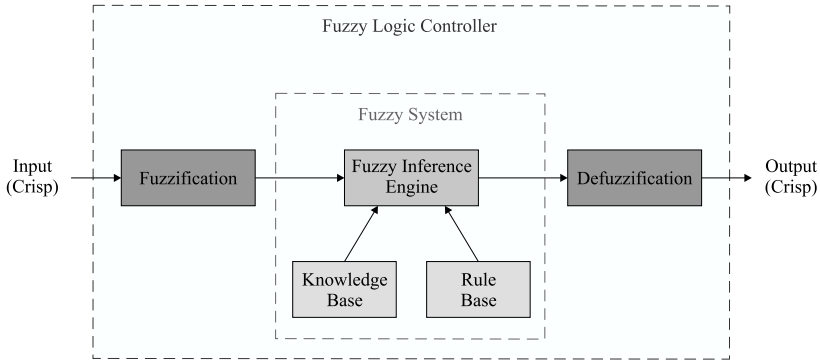 Fuzzy Logic Controller
Fuzzy System
Input
(Crisp)
Fuzzification
Fuzzy Inference
Engine
Defuzzification
Output
(Crisp)
Knowledge
Base
Rule
Base